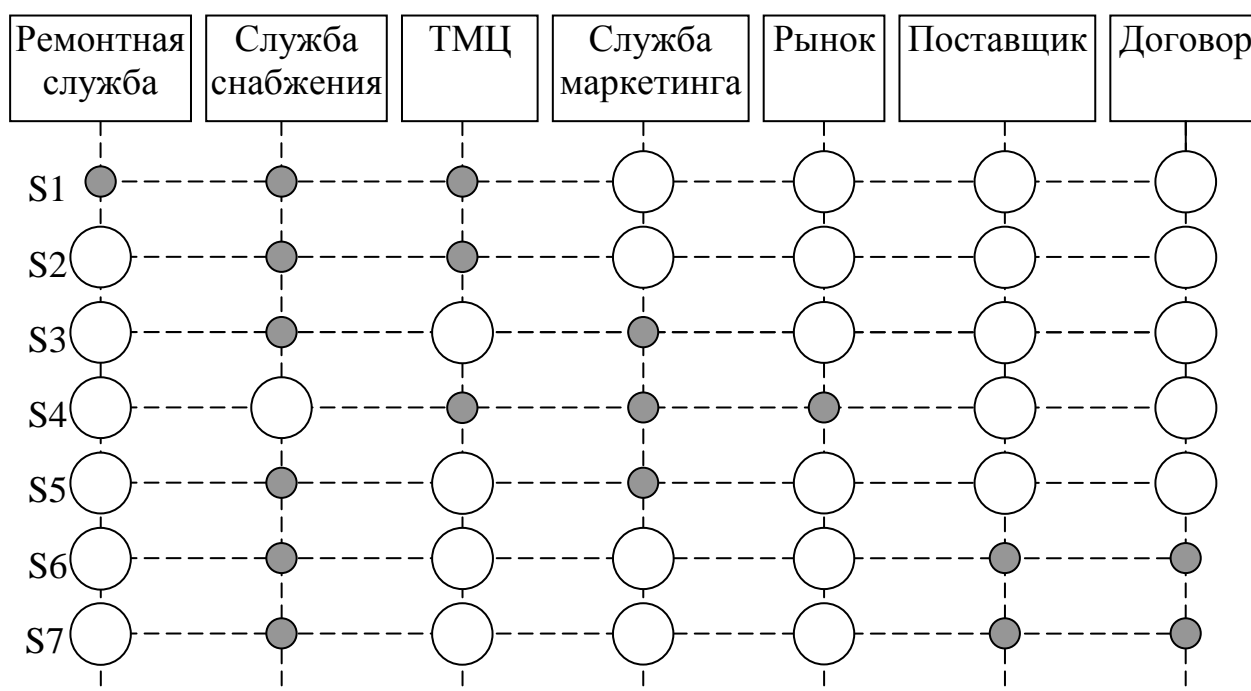 Ремонтная
служба
Служба
снабжения
ТМЦ
Служба
маркетинга
Рынок
Поставщик
Договор
S1
S2
S3
S4
S5
S6
S7